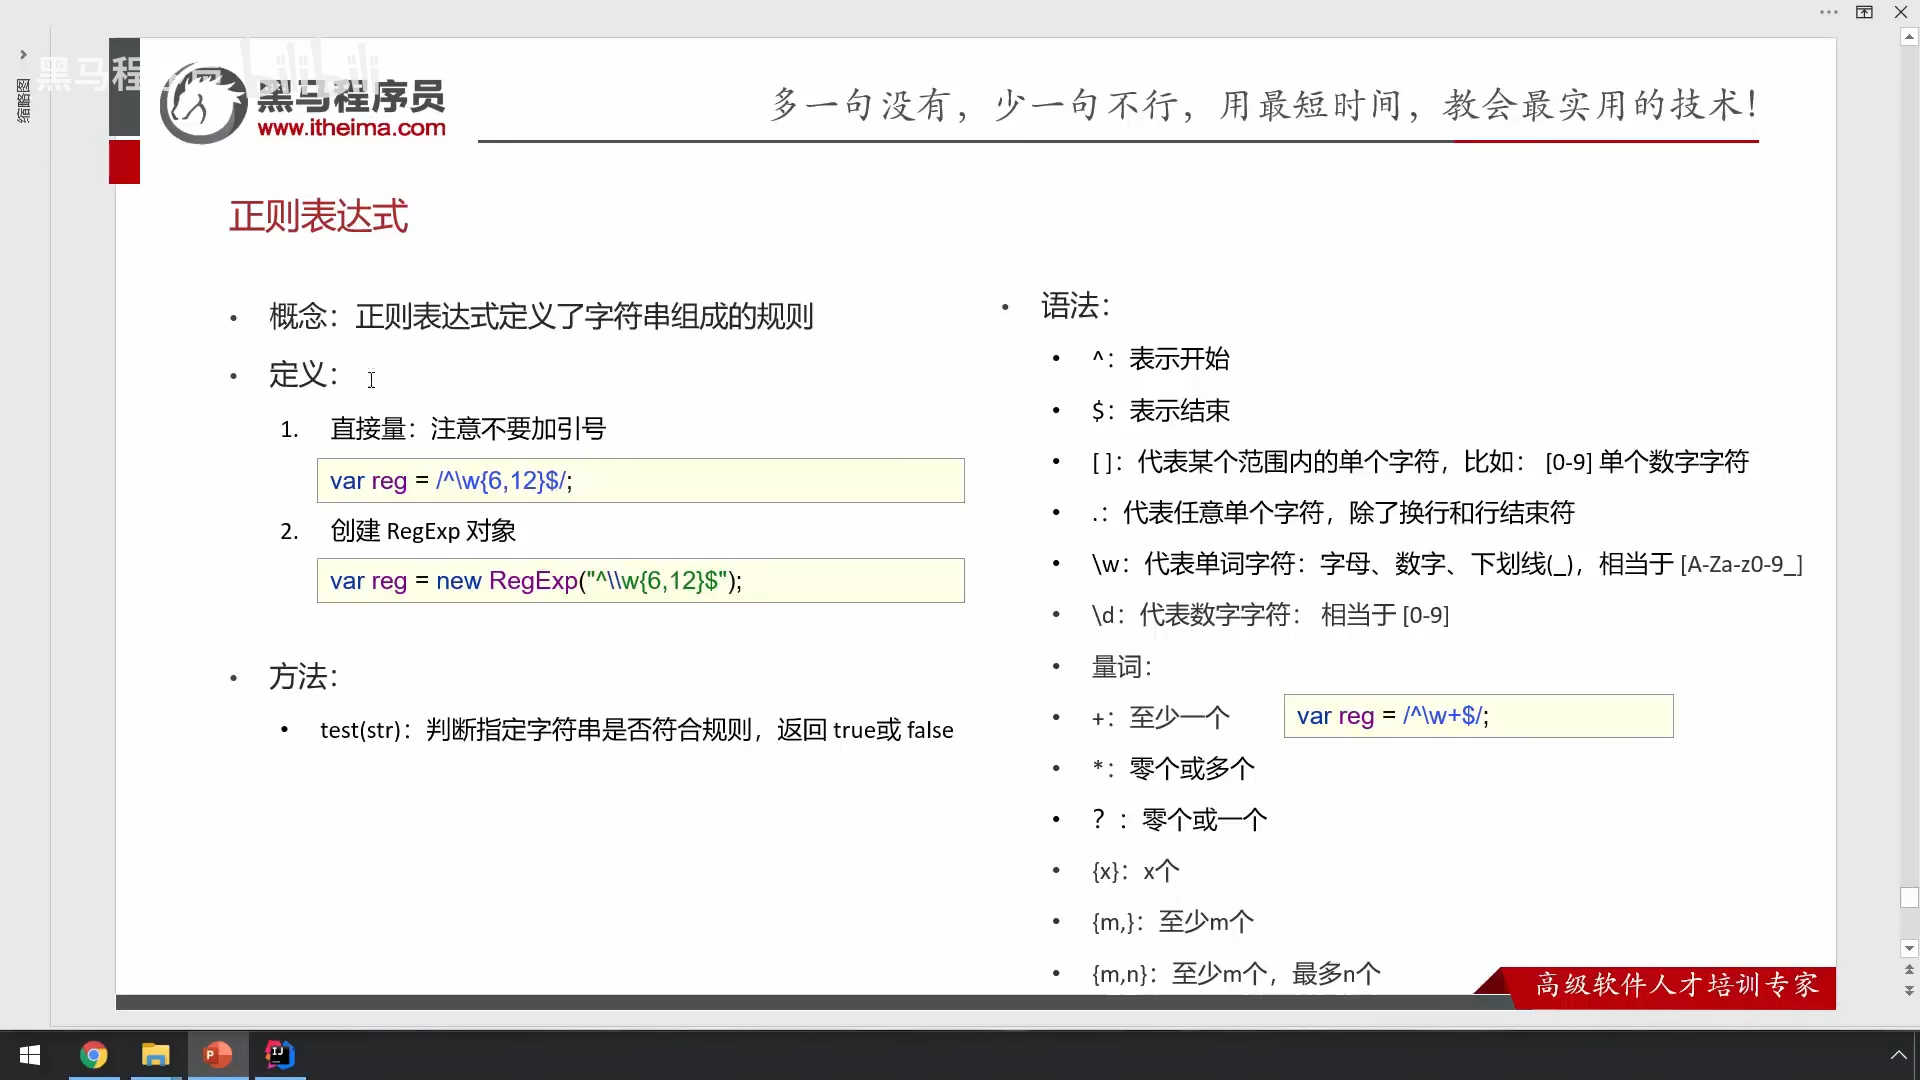 缩略图
黑马程序员
黑马程序员
www.itheima.com
多一句没有，少一句不行，用最短时间，教会最实用的技术！
正则表达式
• 概念：正则表达式定义了字符串组成的规则
• 定义：
1. 直接量：注意不要加引号
var reg = /^\w{6,12}$/;
2. 创建 RegExp 对象
var reg = new RegExp("^\\w{6,12}$");
• 方法：
• test(str)：判断指定字符串是否符合规则，返回 true或 false
• 语法：
• ^：表示开始
• $：表示结束
• [ ]：代表某个范围内的单个字符，比如： [0-9] 单个数字字符
• .：代表任意单个字符，除了换行和行结束符
• \w：代表单词字符：字母、数字、下划线(_)，相当于 [A-Za-z0-9_]
• \d：代表数字字符： 相当于 [0-9]
• 量词：
• +：至少一个
var reg = /^\w+$/;
• *：零个或多个
• ？：零个或一个
• {x}：x个
• {m,}：至少m个
• {m,n}：至少m个，最多n个
高级软件人才培训专家